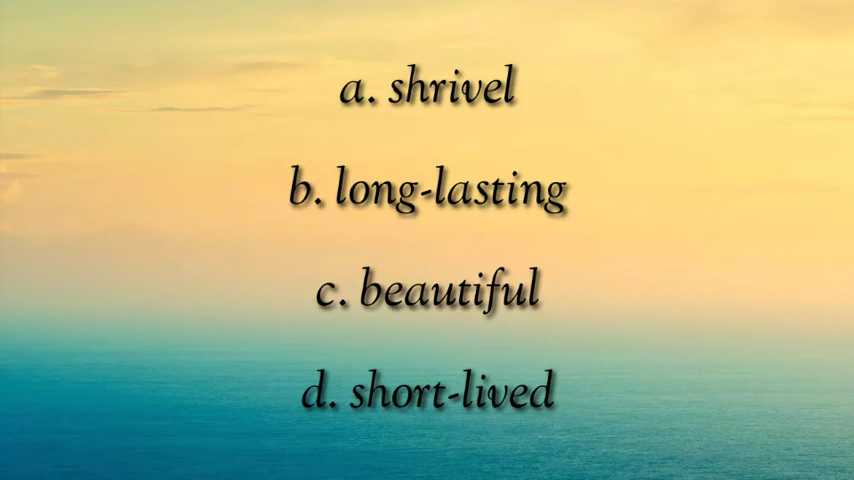 a. shrivel
b. long-lasting
c. beautiful
d. short-lived